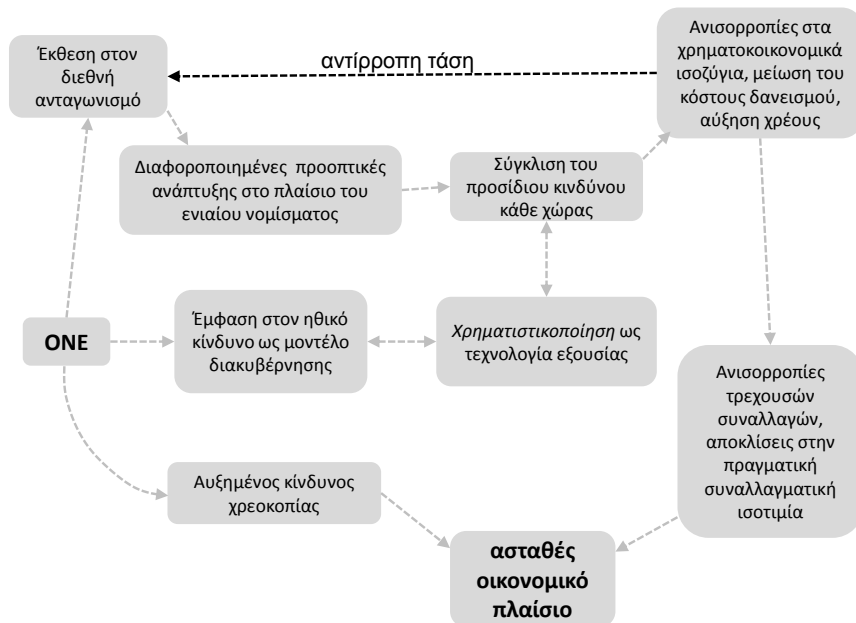 Έκθεση στον
διεθνή
ανταγωνισμό
αντίρροπη τάση
Ανισορροπίες στα
χρηματοκοικονομικά
ισοζύγια, μείωση του
κόστους δανεισμού,
αύξηση χρέους
Διαφοροποιημένες προοπτικές
ανάπτυξης στο πλαίσιο του
ενιαίου νομίσματος
Σύγκλιση του
προσίδιου κινδύνου
κάθε χώρας
ΟΝΕ
Έμφαση στον ηθικό
κίνδυνο ως μοντέλο
διακυβέρνησης
Χρηματιστικοποίηση ως
τεχνολογία εξουσίας
Ανισορροπίες
τρεχουσών
συναλλαγών,
αποκλίσεις στην
πραγματική
συναλλαγματική
ισοτιμία
Αυξημένος κίνδυνος
χρεοκοπίας
ασταθές
οικονομικό
πλαίσιο